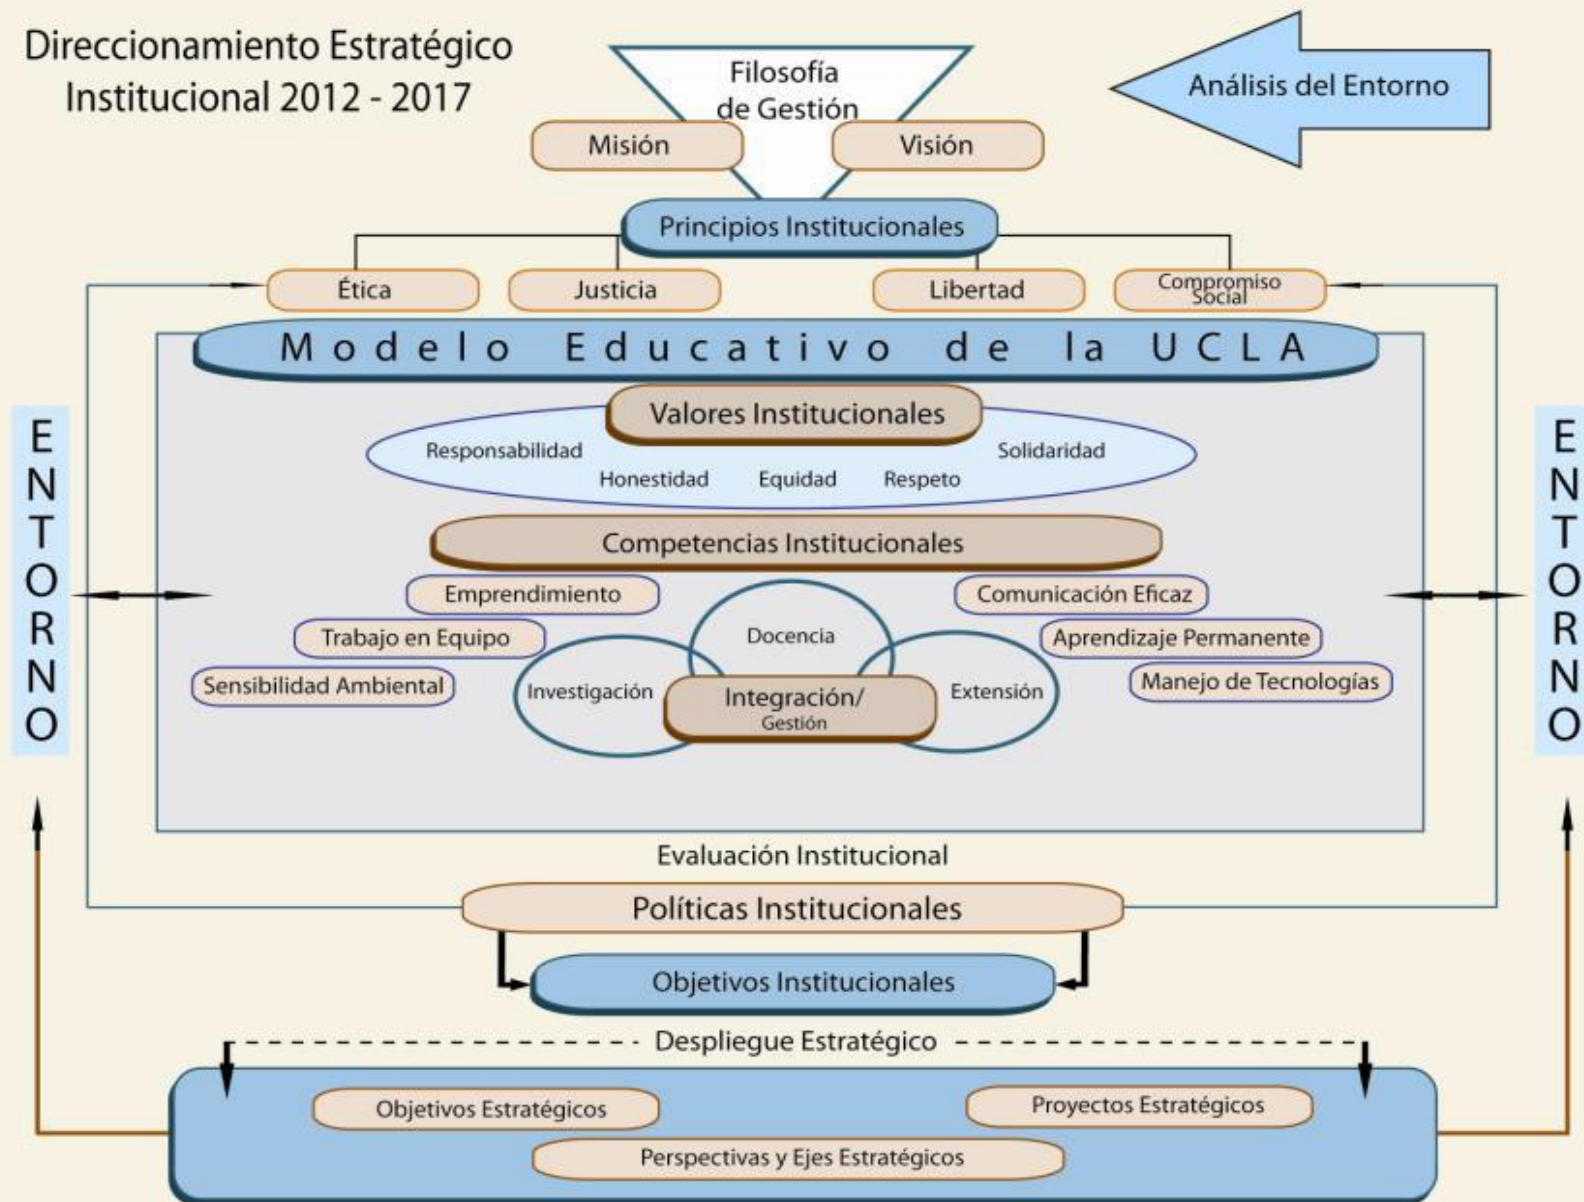 Direccionamiento Estratégico
Institucional 2012 - 2017
Filosofía
de Gestión
Análisis del Entorno
Misión
Visión
Principios Institucionales
Ética
Justicia
Libertad
Compromiso
Social
Modelo Educativo de la UCLA
Valores Institucionales
Responsabilidad
Solidaridad
Honestidad
Equidad
Respeto
Competencias Institucionales
ENTORNO
ENTORNO
Emprendimiento
Comunicación Eficaz
Trabajo en Equipo
Docencia
Aprendizaje Permanente
Sensibilidad Ambiental
Investigación
Integración/
Gestión
Extensión
Manejo de Tecnologías
Evaluación Institucional
Políticas Institucionales
Objetivos Institucionales
Despliegue Estratégico
Objetivos Estratégicos
Proyectos Estratégicos
Perspectivas y Ejes Estratégicos